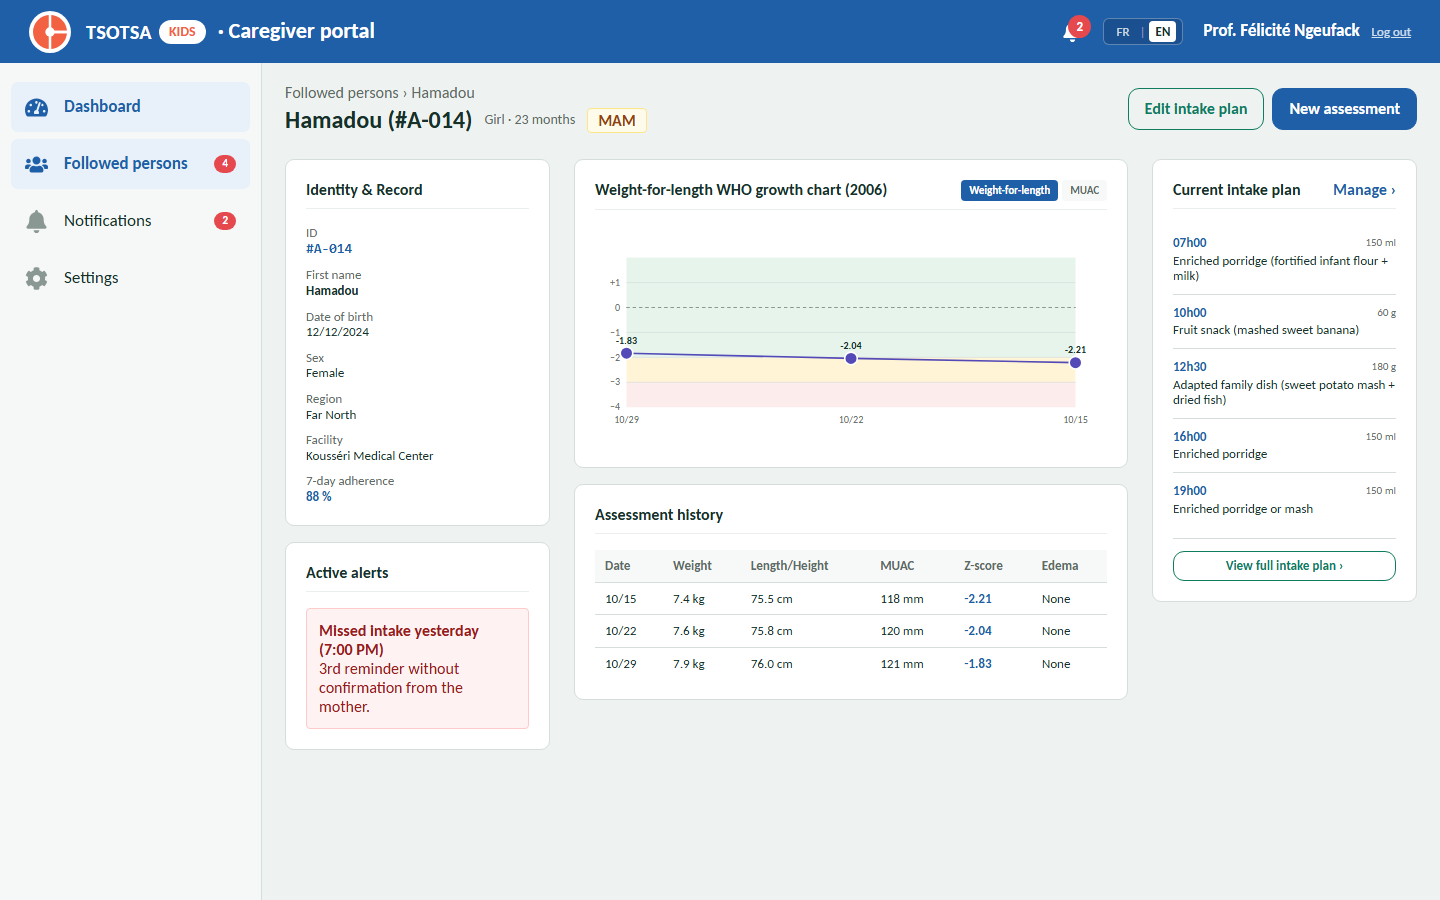 TSOTSA KIDS · Caregiver portal
2
FR | EN
Prof. Félicité Ngeufack
Log out
Dashboard
Followed persons 4
Notifications 2
Settings
Followed persons › Hamadou
Hamadou (#A-014) Girl · 23 months MAM
Edit intake plan
New assessment
Identity & Record
ID
#A-014
First name
Hamadou
Date of birth
12/12/2024
Sex
Female
Region
Far North
Facility
Kousséri Medical Center
7-day adherence
88 %
Active alerts
Missed intake yesterday
(7:00 PM)
3rd reminder without
confirmation from the
mother.
Weight-for-length WHO growth chart (2006)
Weight-for-length MUAC
+1
0
−1
−2
−3
−4
-1.83
-2.04
-2.21
10/29 10/22 10/15
Assessment history
Date Weight Length/Height MUAC Z-score Edema
10/15 7.4 kg 75.5 cm 118 mm -2.21 None
10/22 7.6 kg 75.8 cm 120 mm -2.04 None
10/29 7.9 kg 76.0 cm 121 mm -1.83 None
Current intake plan Manage ›
07h00 150 ml
Enriched porridge (fortified infant flour +
milk)
10h00 60 g
Fruit snack (mashed sweet banana)
12h30 180 g
Adapted family dish (sweet potato mash +
dried fish)
16h00 150 ml
Enriched porridge
19h00 150 ml
Enriched porridge or mash
View full intake plan ›